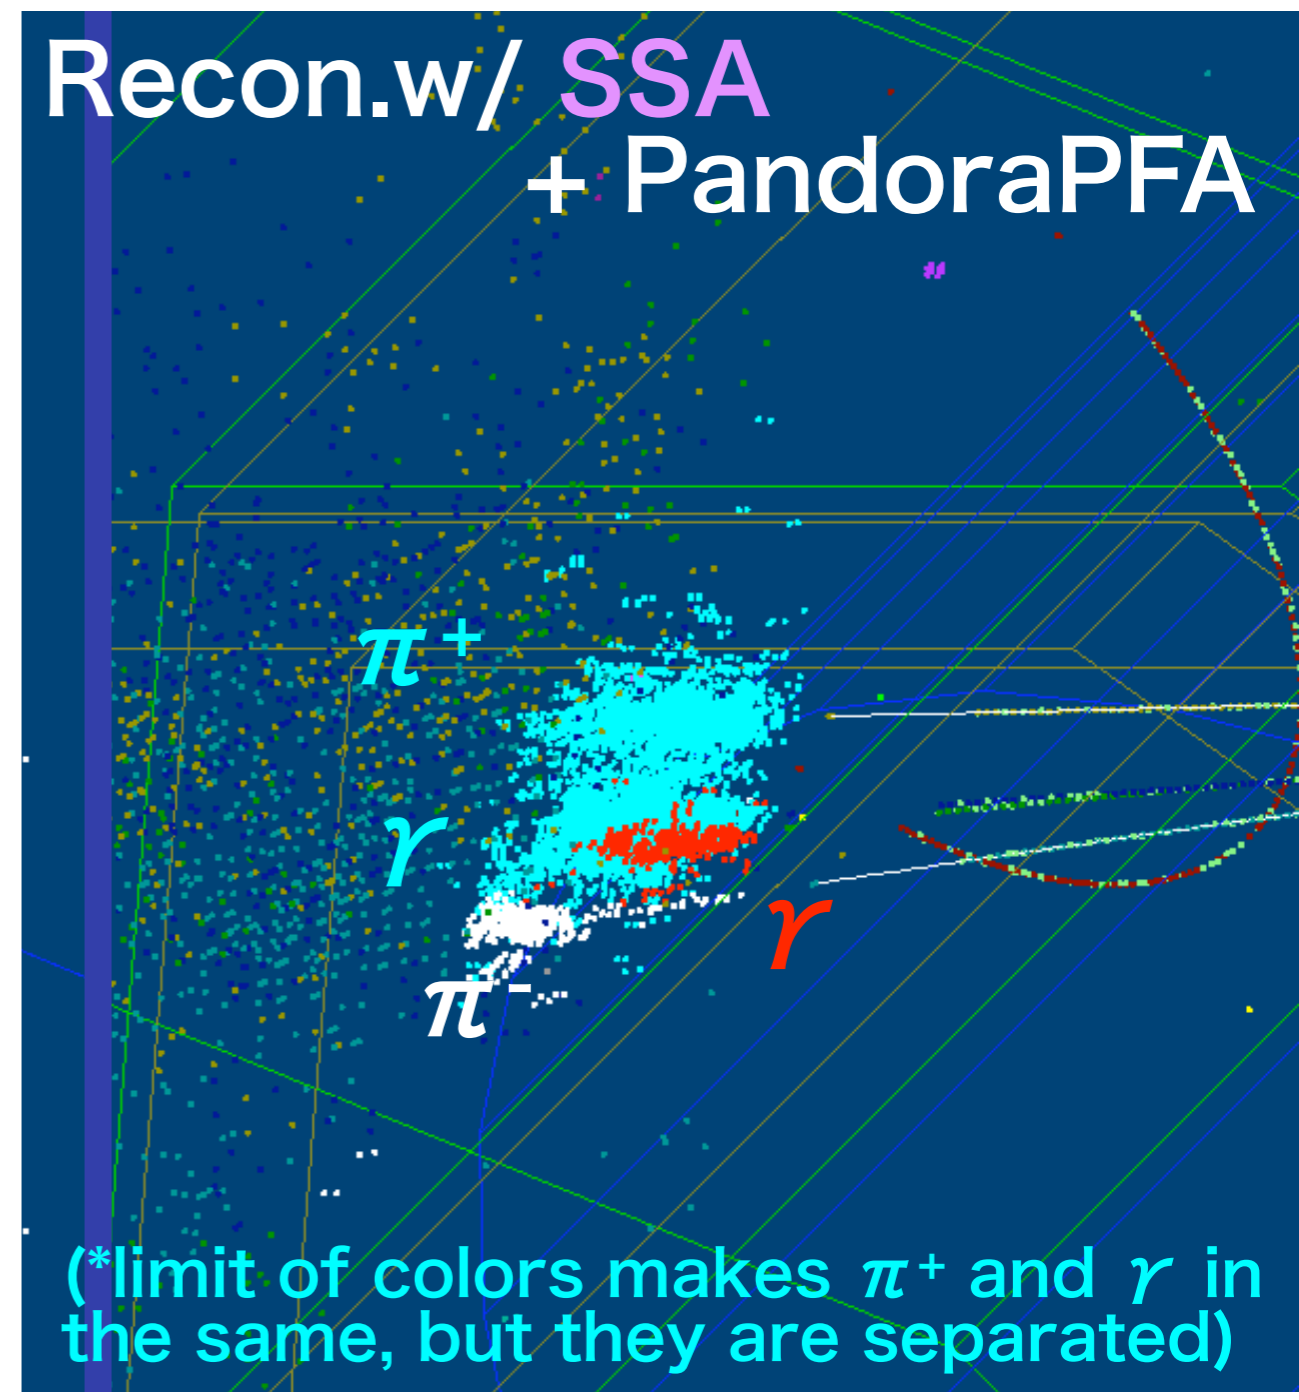 Recon.w/ SSA
+ PandoraPFA
π+
γ
γ
π-
(*limit of colors makes π+ and γ in
the same, but they are separated)